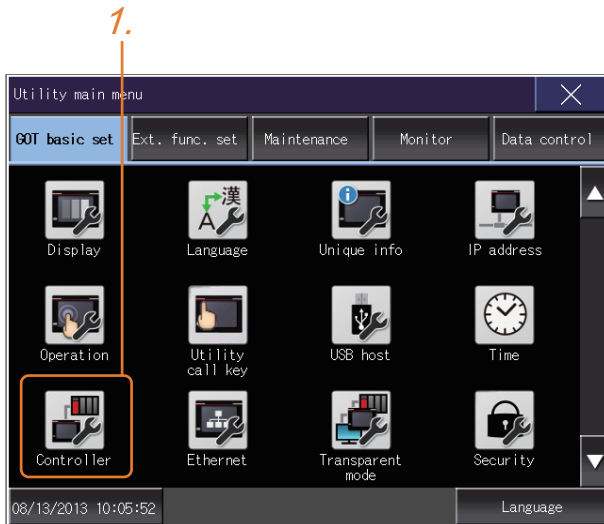 1.
Utility main menu
GOT basic set Ext. func. set Maintenance Monitor Data control
漢
A
i
Display Language Unique info IP address
Operation Utility call key USB host Time
Controller Ethernet Transparent mode Security
08/13/2013 10:05:52 Language